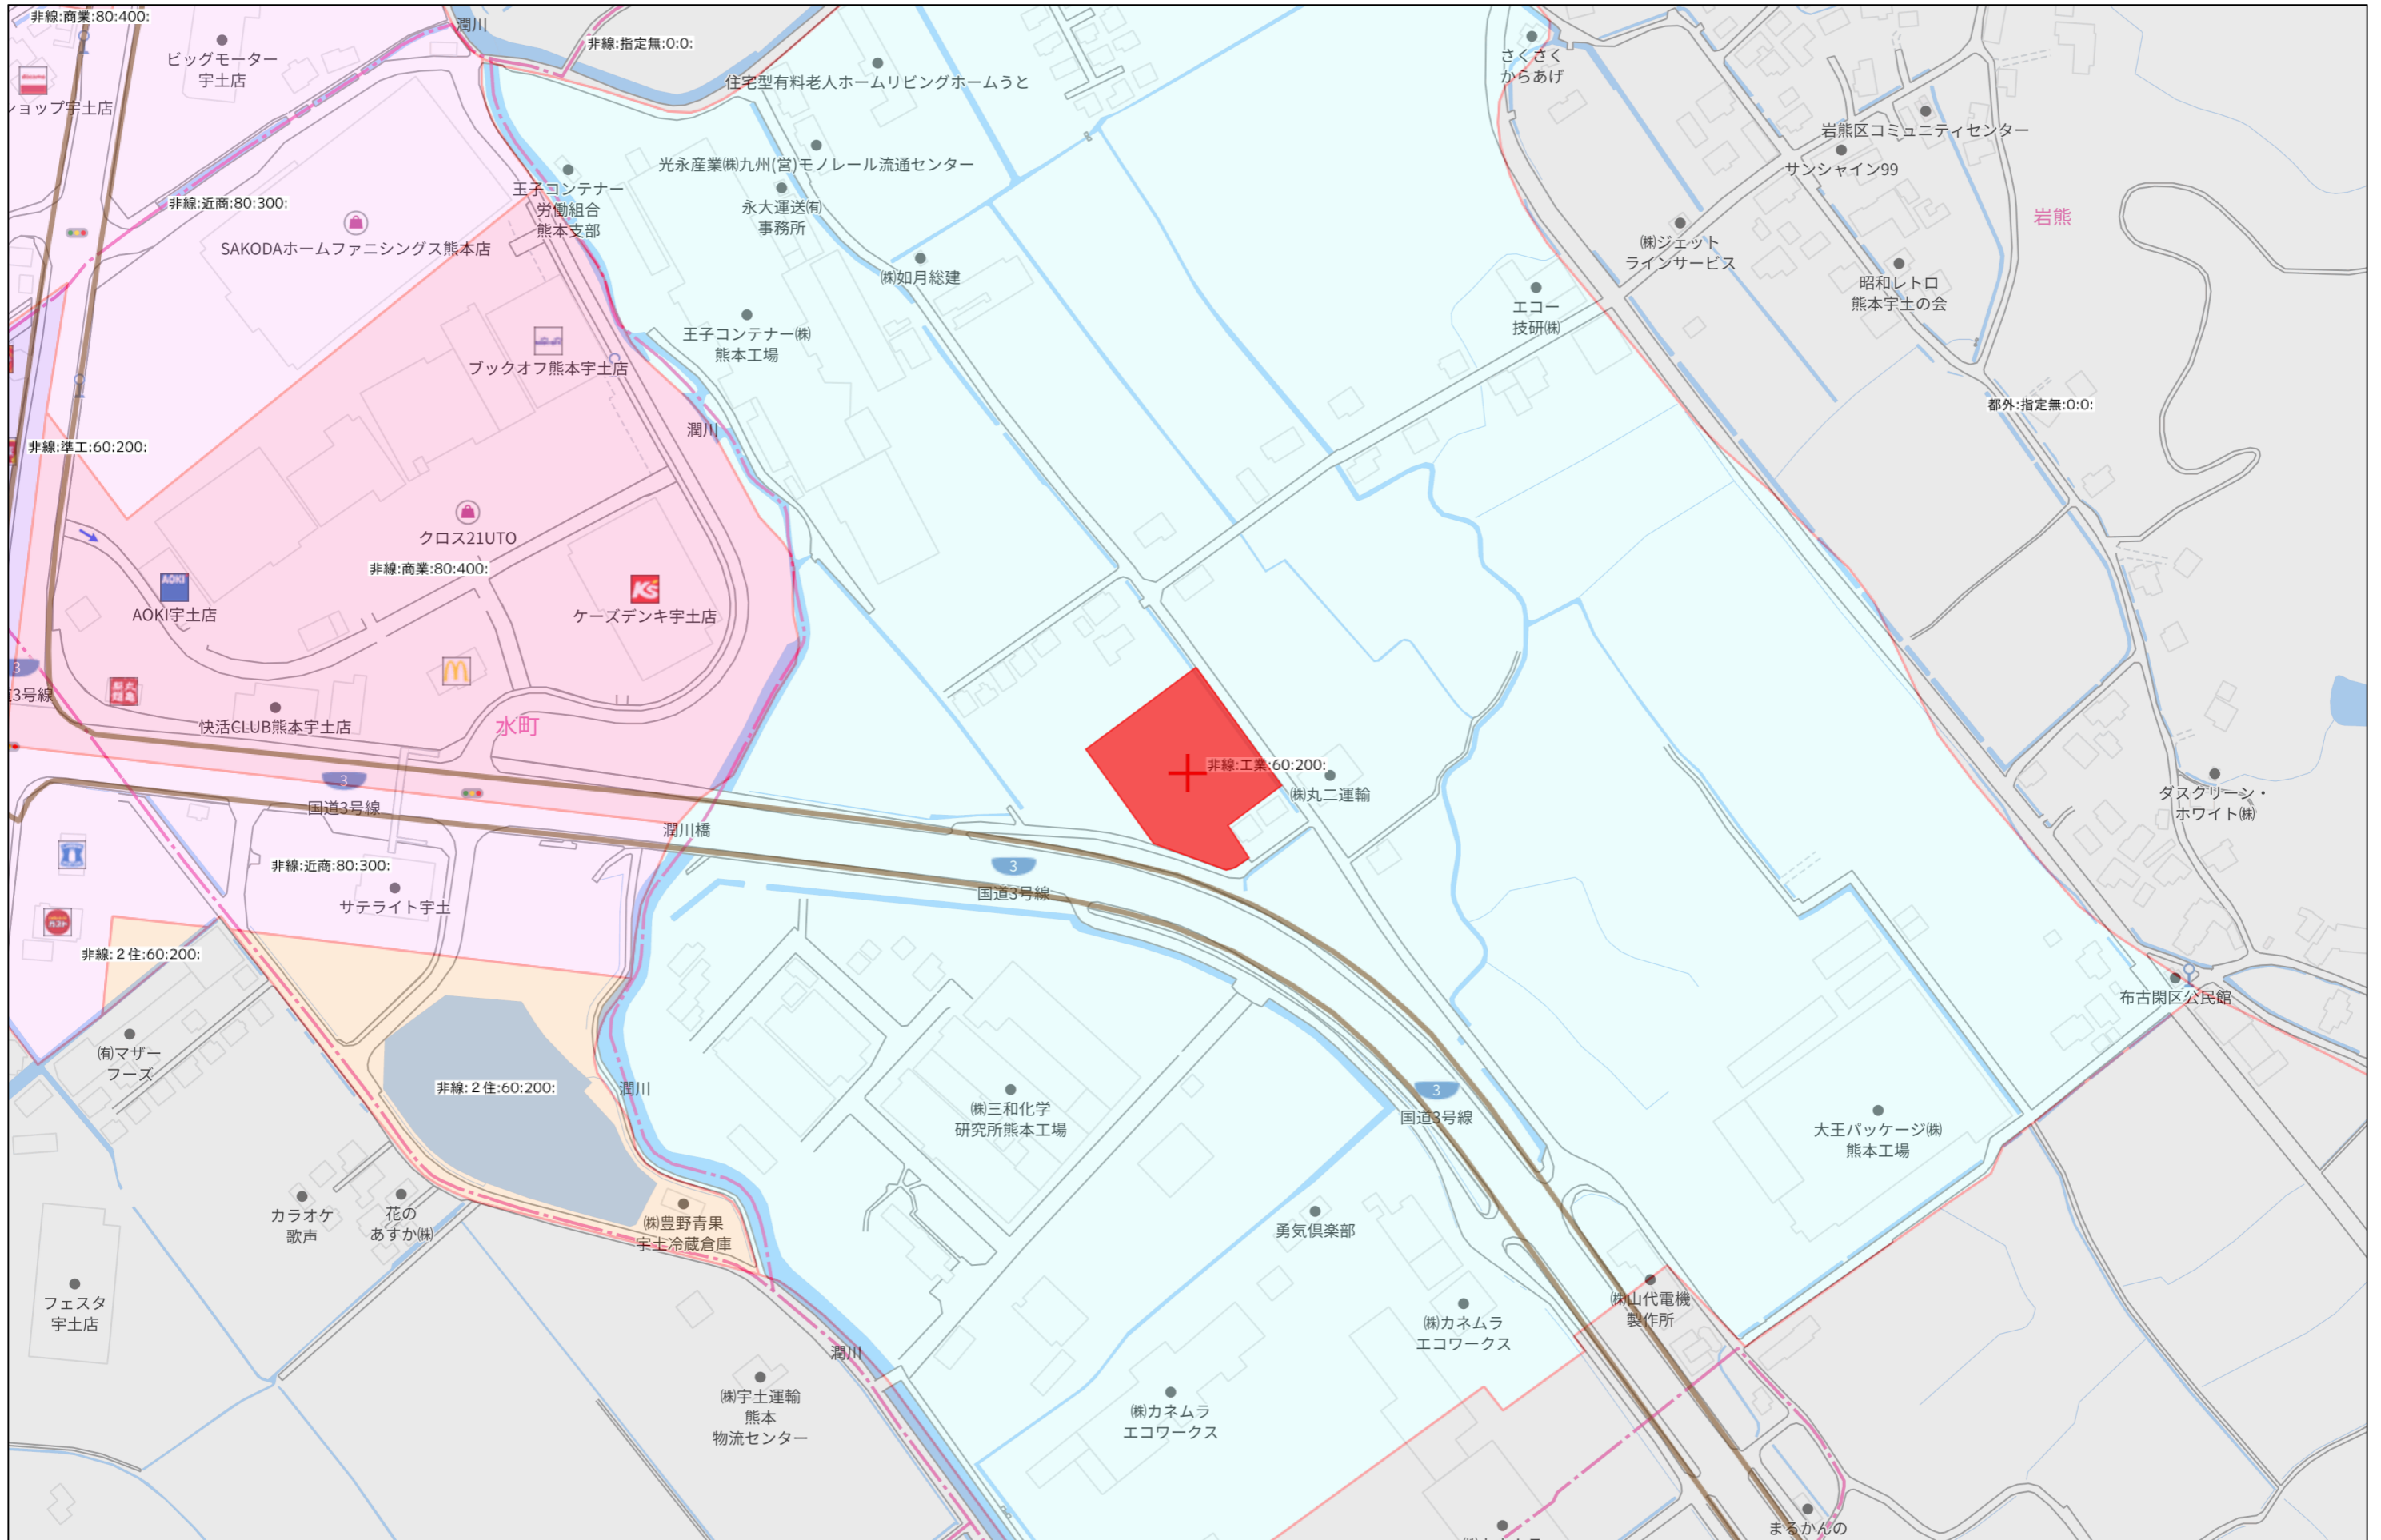 非線:商業:80:400:
潤川
非線:指定無:0:0:
ビッグモーター
宇土店
さくさく
からあげ
住宅型有料老人ホームリビングホームうと
docomo
ショップ宇土店
岩熊区コミュニティセンター
光永産業㈱九州(営)モノレール流通センター
サンシャイン99
王子コンテナー
労働組合
熊本支部
永大運送㈲
事務所
非線:近商:80:300:
岩熊
SAKODAホームファニシングス熊本店
㈱ジェット
ラインサービス
㈱如月総建
昭和レトロ
熊本宇土の会
エコー
技研㈱
王子コンテナー㈱
熊本工場
ブックオフ熊本宇土店
都外:指定無:0:0:
潤川
非線:準工:60:200:
クロス21UTO
非線:商業:80:400:
AOKI
AOKI宇土店
K's
ケーズデンキ宇土店
3
道3号線
快活CLUB熊本宇土店
水町
非線:工業:60:200:
㈱丸二運輸
3
国道3号線
ダスクリーン・
ホワイト㈱
潤川橋
非線:近商:80:300:
3
国道3号線
サテライト宇土
非線:２住:60:200:
布古閑区公民館
㈲マザー
フーズ
非線:２住:60:200:
潤川
㈱三和化学
研究所熊本工場
3
国道3号線
大王パッケージ㈱
熊本工場
カラオケ
歌声
花の
あすか㈱
㈱豊野青果
宇土冷蔵倉庫
勇気倶楽部
フェスタ
宇土店
㈱山代電機
製作所
㈱カネムラ
エコワークス
潤川
㈱宇土運輸
熊本
物流センター
㈱カネムラ
エコワークス
まるかんの